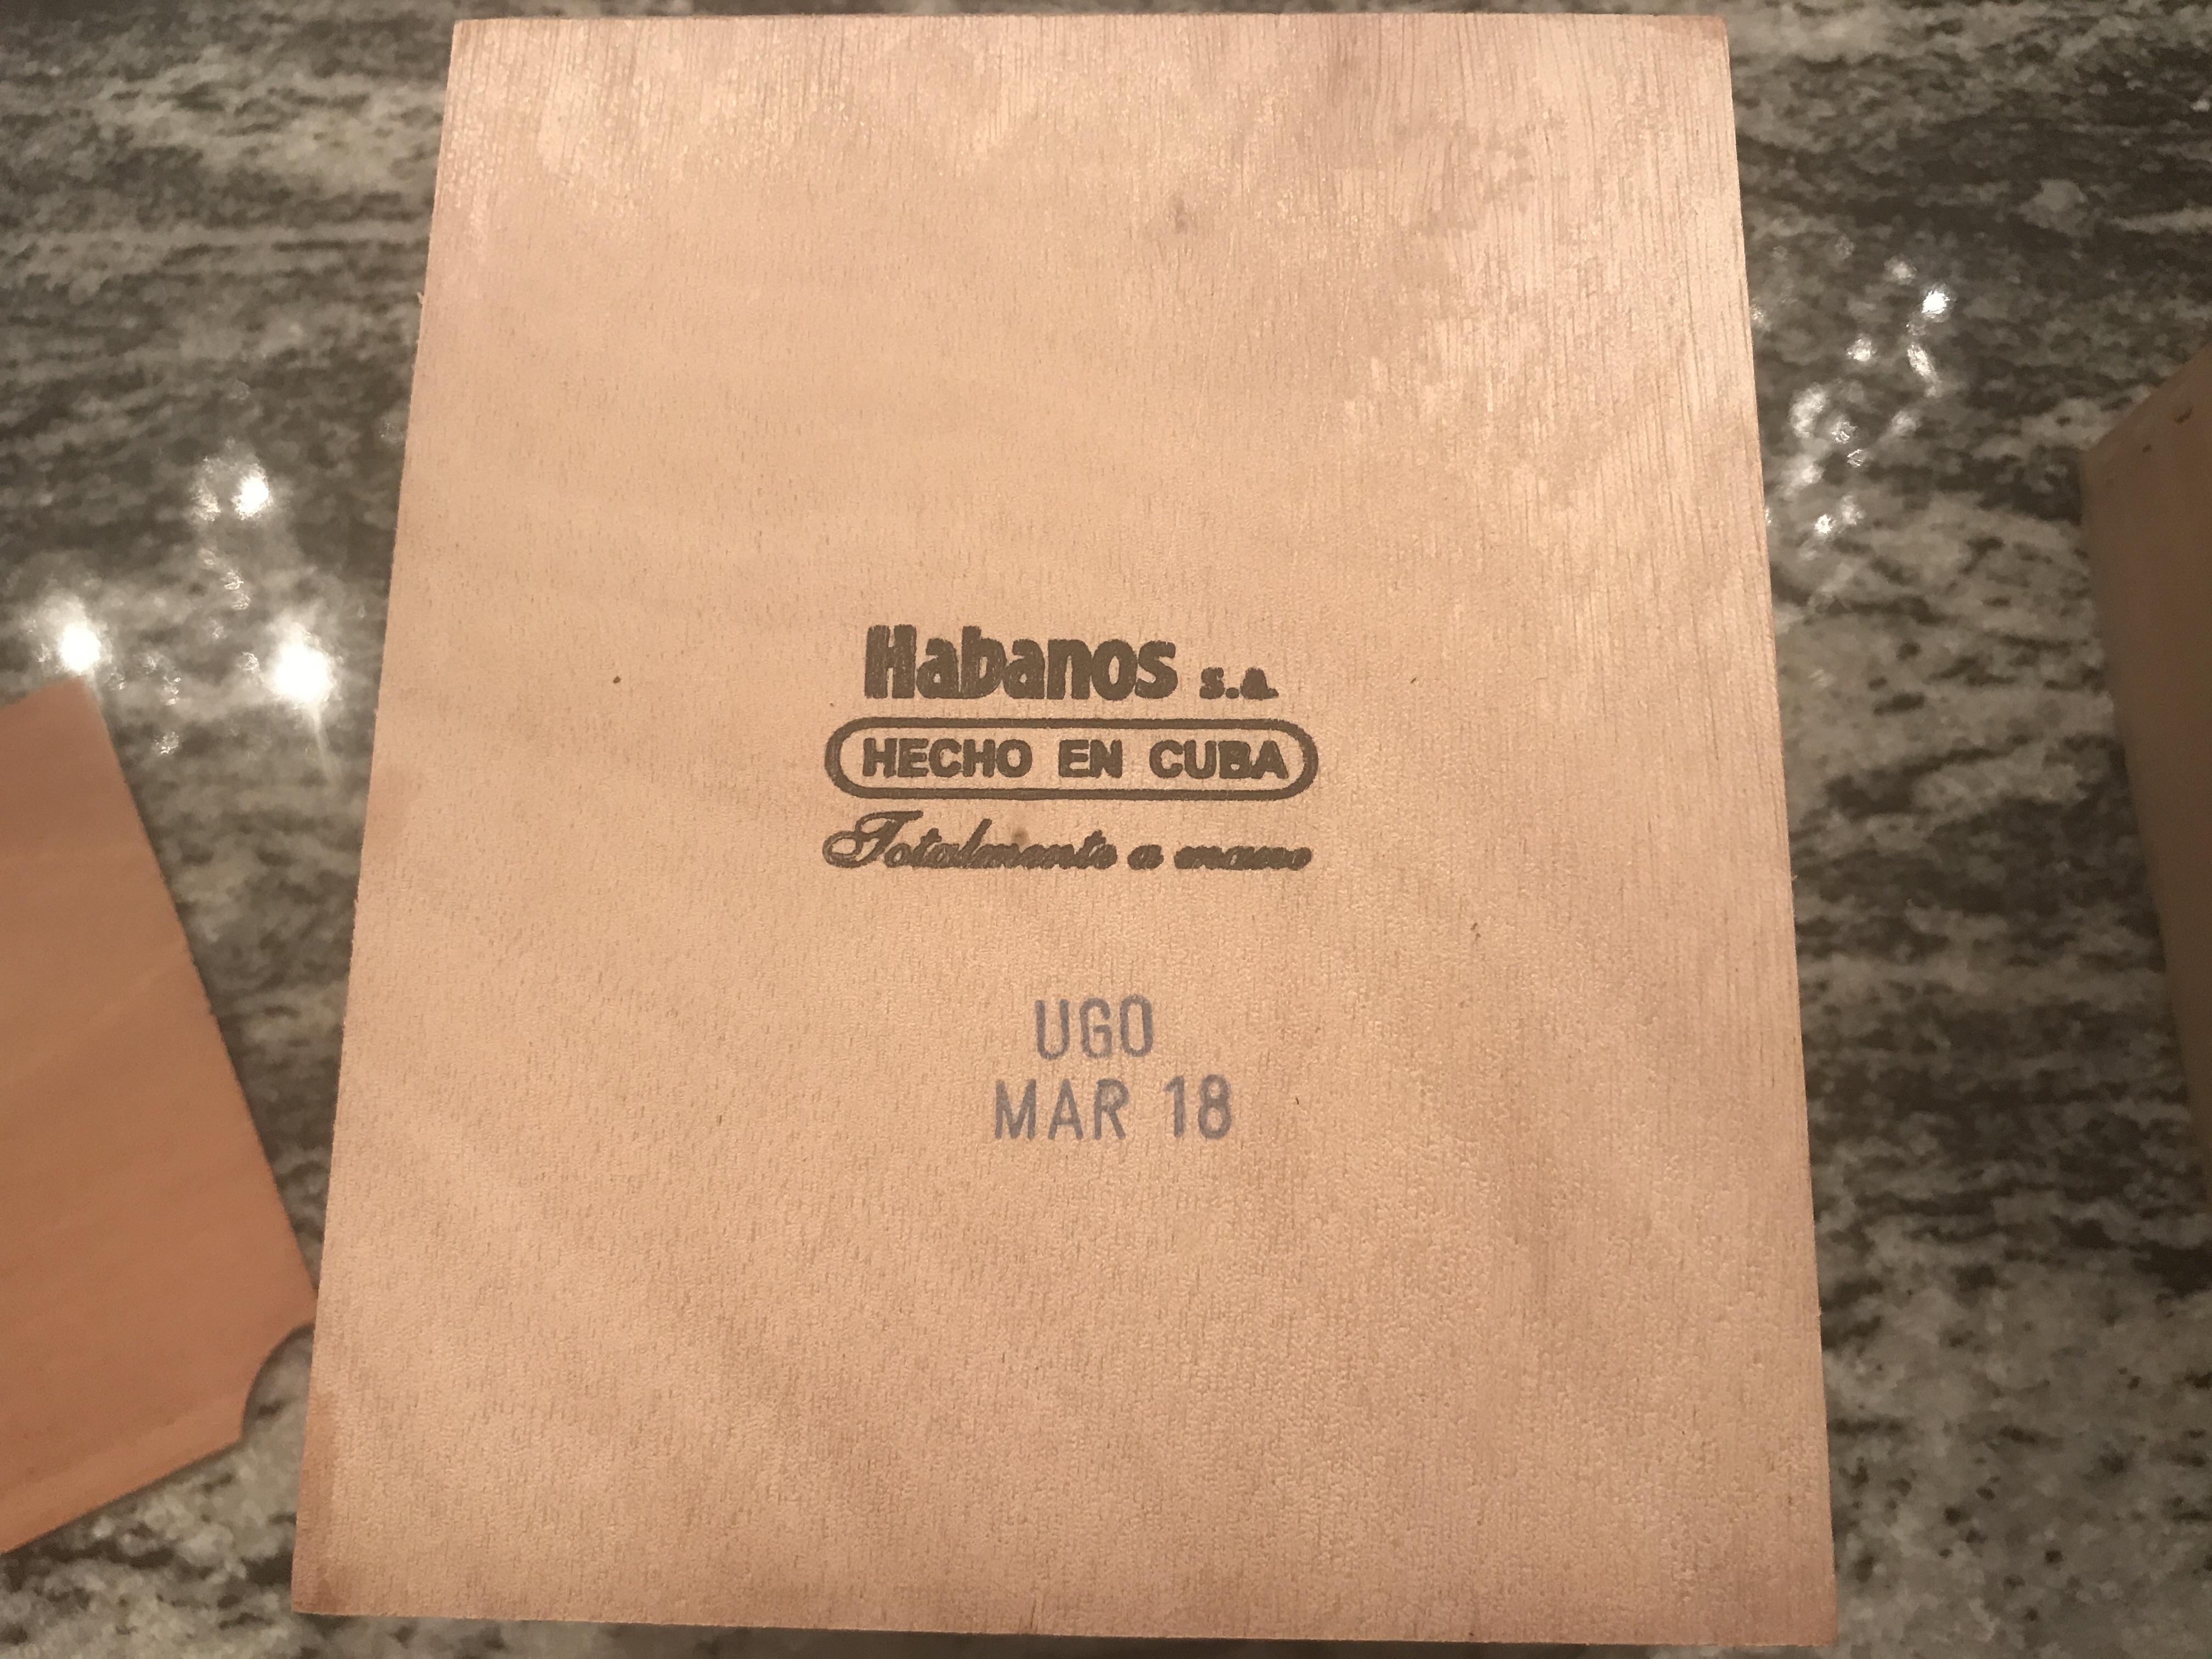 Habanos s.a.
HECHO EN CUBA
Totalmente a mano
UGO
MAR 18